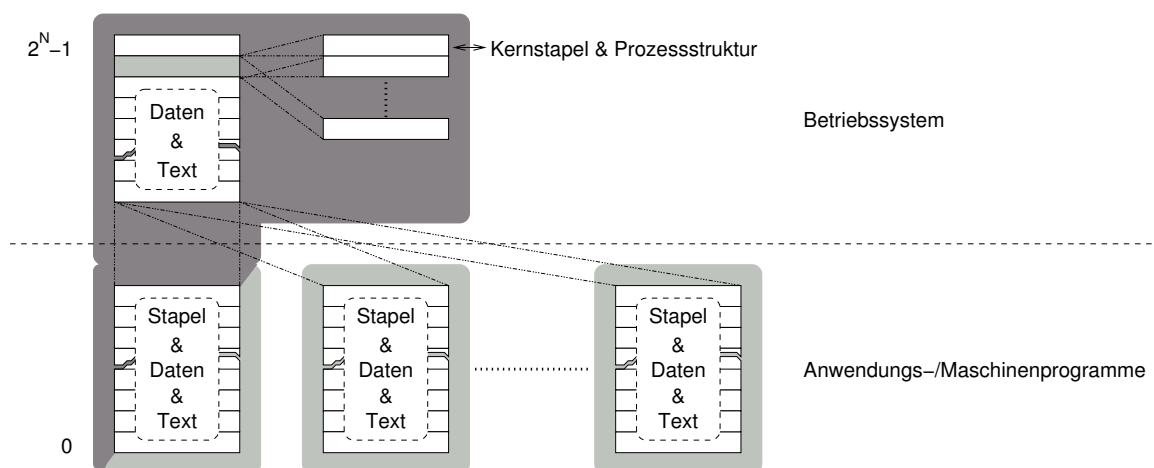 2^N−1
Kernstapel & Prozessstruktur
Daten
&
Text
Betriebssystem
Stapel
&
Daten
&
Text
Stapel
&
Daten
&
Text
Stapel
&
Daten
&
Text
Anwendungs−/Maschinenprogramme
0